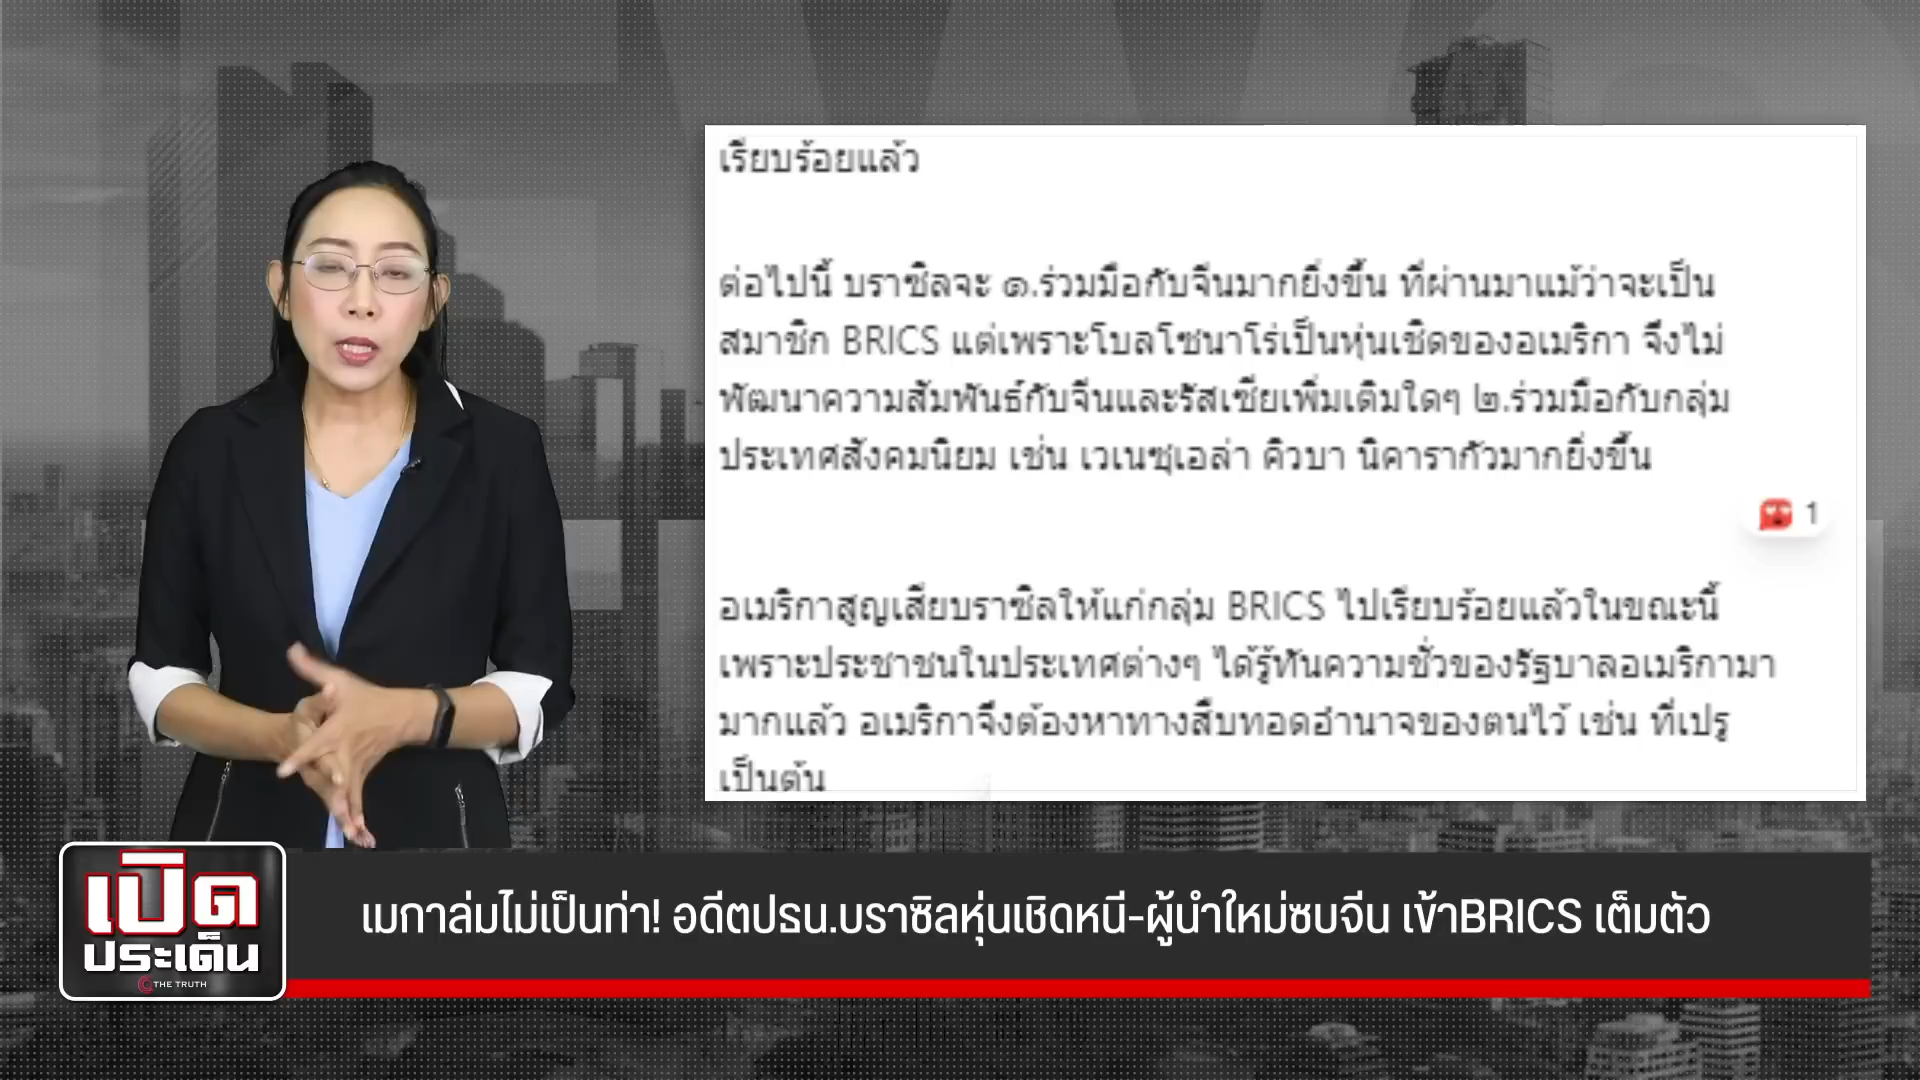 เรียบร้อยแล้ว
ต่อไปนี้ บราซิลจะ ๑.ร่วมมือกับจีนมากยิ่งขึ้น ที่ผ่านมาแม้ว่าจะเป็น
สมาชิก BRICS แต่เพราะโบลโซนาโร่เป็นหุ่นเชิดของอเมริกา จึงไม่
พัฒนาความสัมพันธ์กับจีนและรัสเซียเพิ่มเติมใดๆ ๒.ร่วมมือกับกลุ่ม
ประเทศสังคมนิยม เช่น เวเนซุเอล่า คิวบา นิคารากัวมากยิ่งขึ้น
1
อเมริกาสูญเสียบราซิลให้แก่กลุ่ม BRICS ไปเรียบร้อยแล้วในขณะนี้
เพราะประชาชนในประเทศต่างๆ ได้รู้ทันความชั่วของรัฐบาลอเมริกามา
มากแล้ว อเมริกาจึงต้องหาทางสืบทอดอำนาจของตนไว้ เช่น ที่เปรู
เป็นต้น
เปิด
ประเด็น
THE TRUTH
เมกาล่มไม่เป็นท่า! อดีตปธน.บราซิลหุ่นเชิดหนี-ผู้นำใหม่ซบจีน เข้าBRICS เต็มตัว